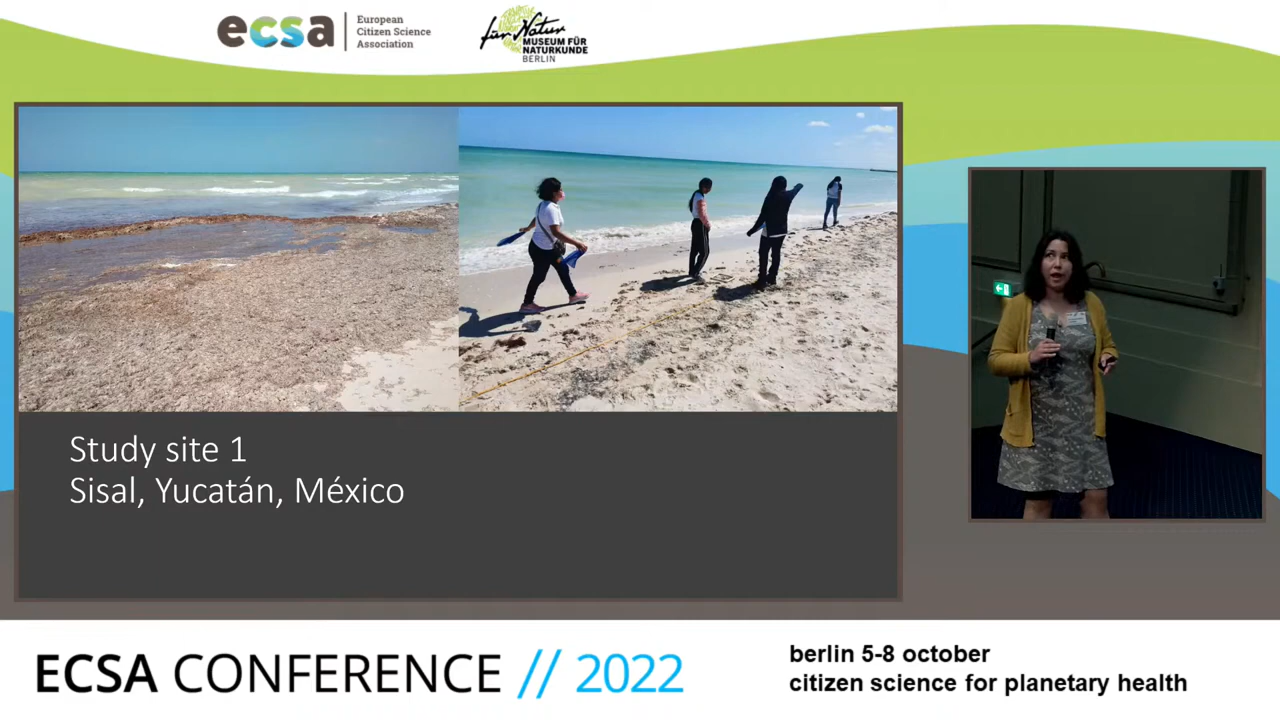 ecsa
European
Citizen Science
Association
für Natur
MUSEUM FÜR
NATURKUNDE
BERLIN
Study site 1
Sisal, Yucatán, México
ECSA CONFERENCE // 2022
berlin 5-8 october
citizen science for planetary health